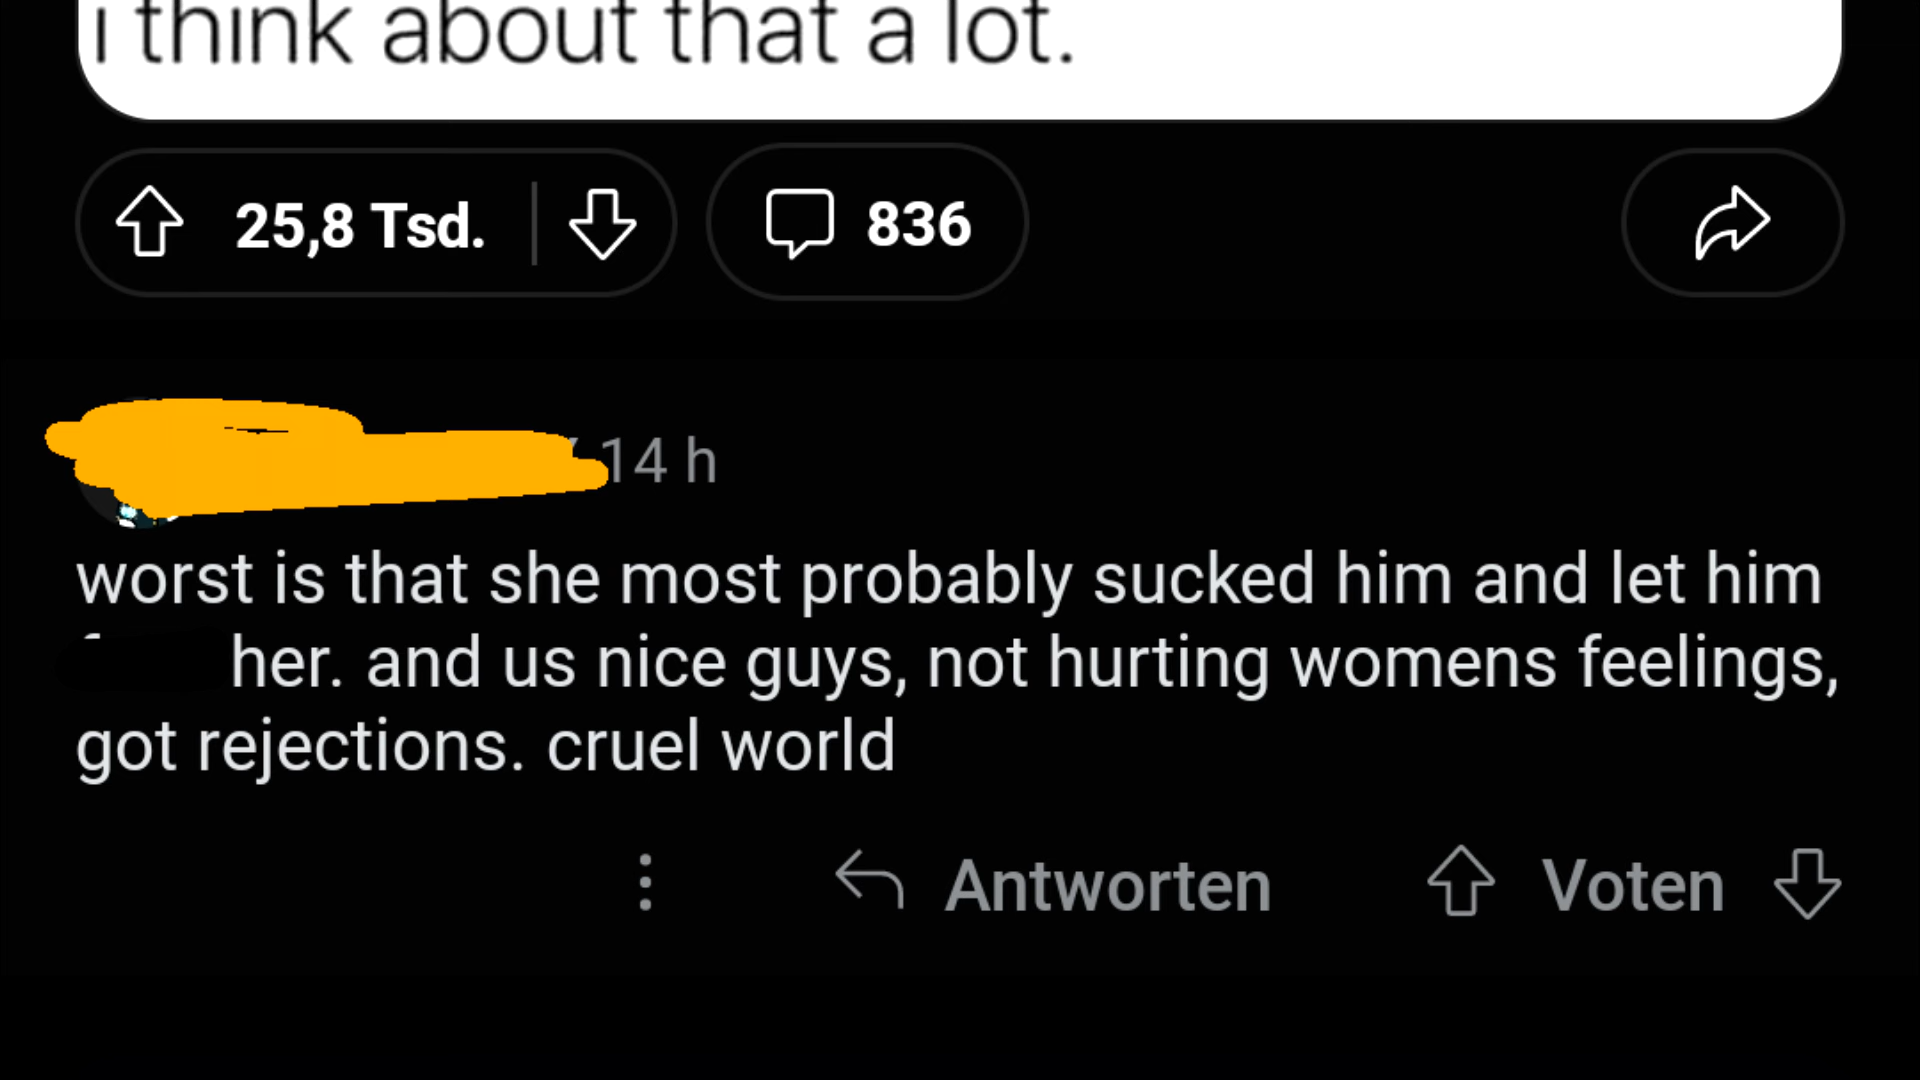 i think about that a lot.
25,8 Tsd.
836
14 h
worst is that she most probably sucked him and let him
her. and us nice guys, not hurting womens feelings,
got rejections. cruel world
Antworten
Voten